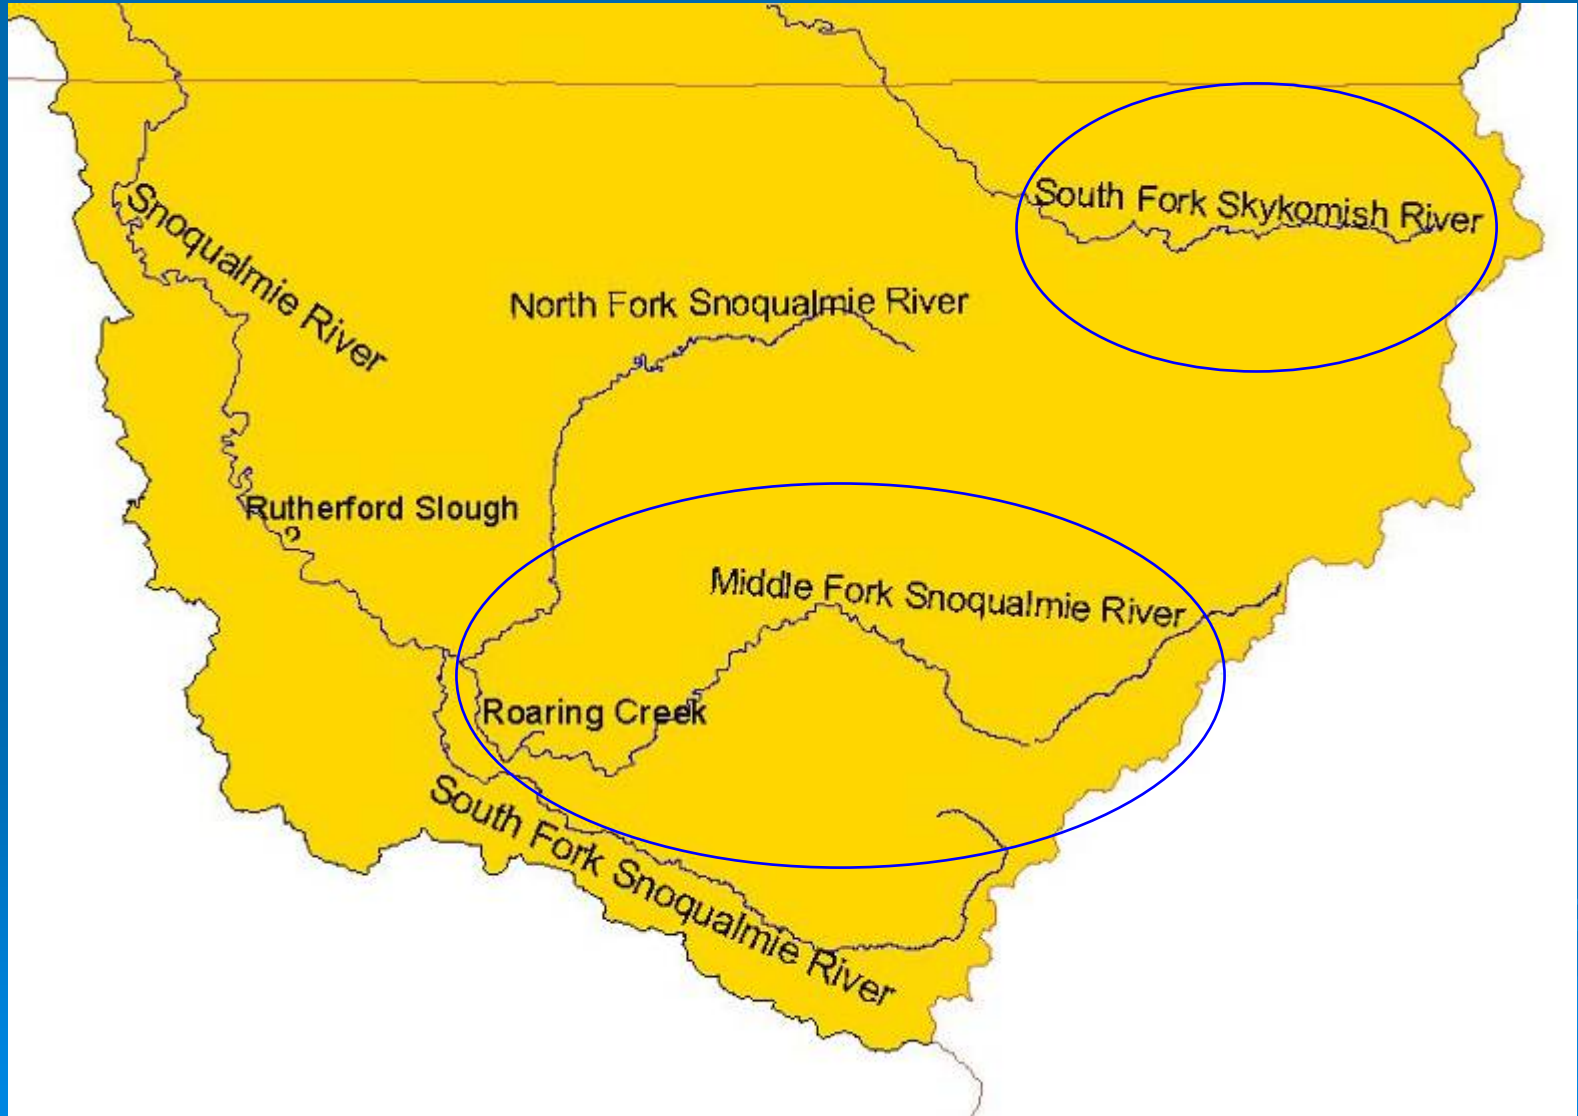 Snoqualmie River
South Fork Skykomish River
North Fork Snoqualmie River
Rutherford Slough
Middle Fork Snoqualmie River
Roaring Creek
South Fork Snoqualmie River